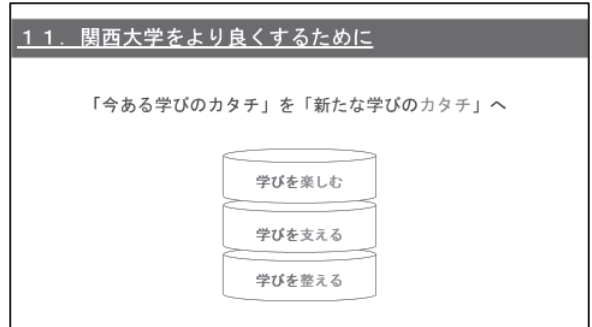 １１．関西大学をより良くするために
「今ある学びのカタチ」を「新たな学びのカタチ」へ
学びを楽しむ
学びを支える
学びを整える